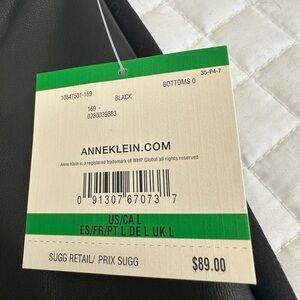 35-P4-7
10847501-169 BLACK BOTTOMS 0
169 -
0230039883
ANNEKLEIN.COM
Anne Klein is a registered trademark of WHP Global all rights reserved
0 91307 67073 7
US/CA L
ES/FR/PT L DE L UK L
SUGG RETAIL/ PRIX SUGG $89.00